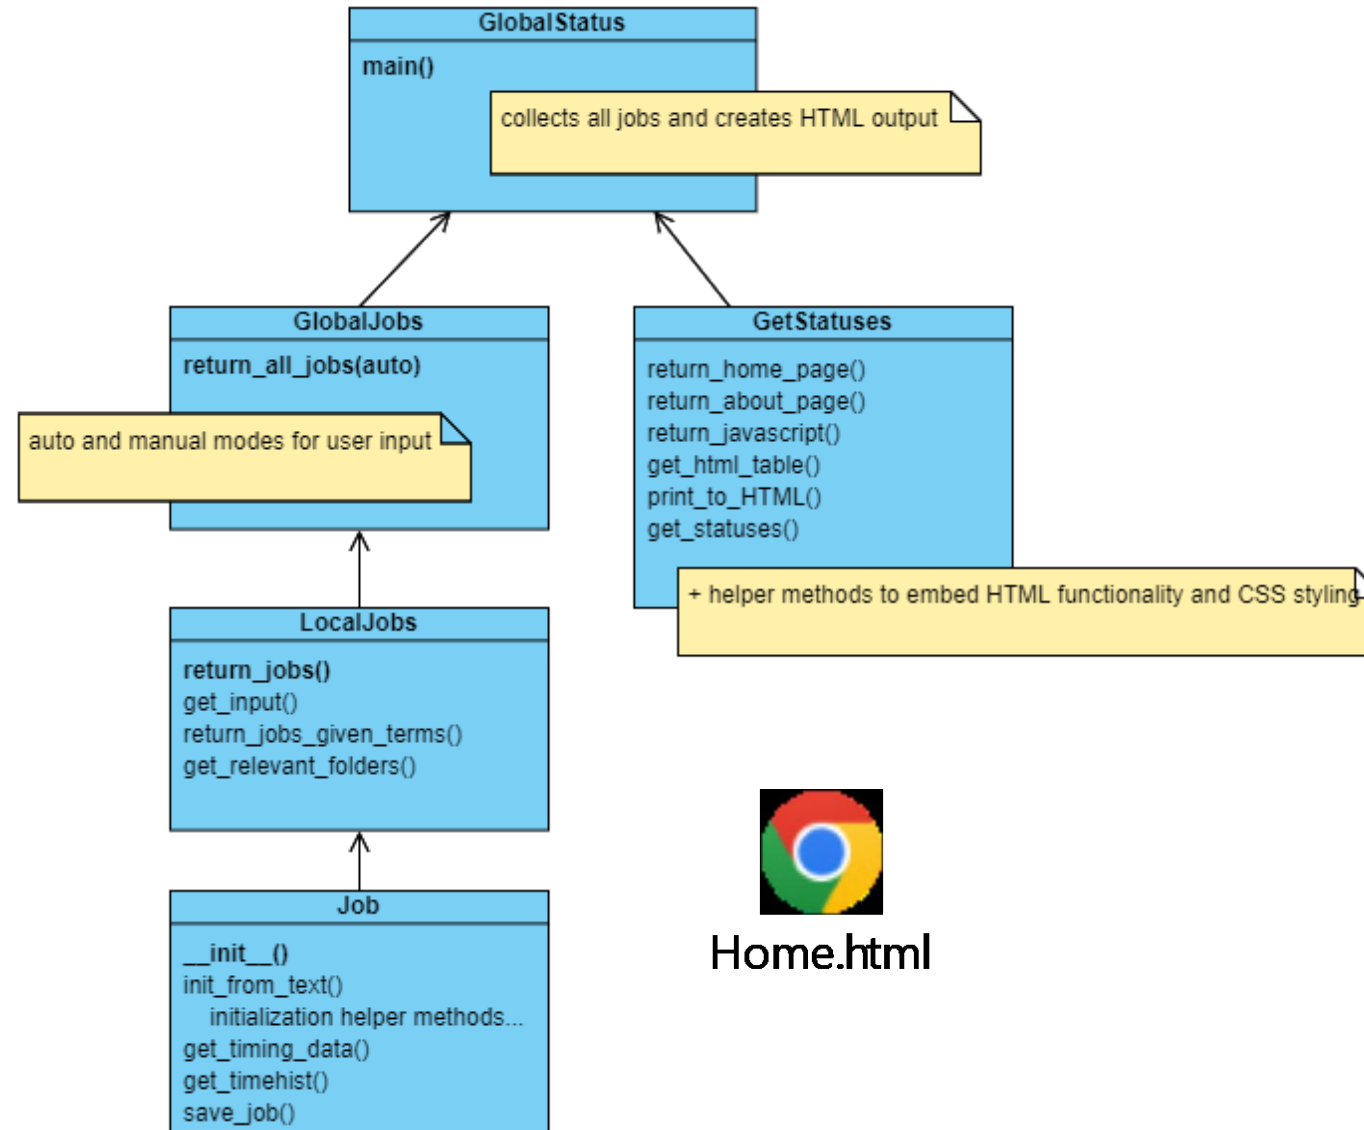 GlobalStatus
main()
collects all jobs and creates HTML output
GlobalJobs
return_all_jobs(auto)
auto and manual modes for user input
GetStatuses
return_home_page()
return_about_page()
return_javascript()
get_html_table()
print_to_HTML()
get_statuses()
+ helper methods to embed HTML functionality and CSS styling
LocalJobs
return_jobs()
get_input()
return_jobs_given_terms()
get_relevant_folders()
Job
__init__()
init_from_text()
initialization helper methods...
get_timing_data()
get_timehist()
save_job()
Home.html